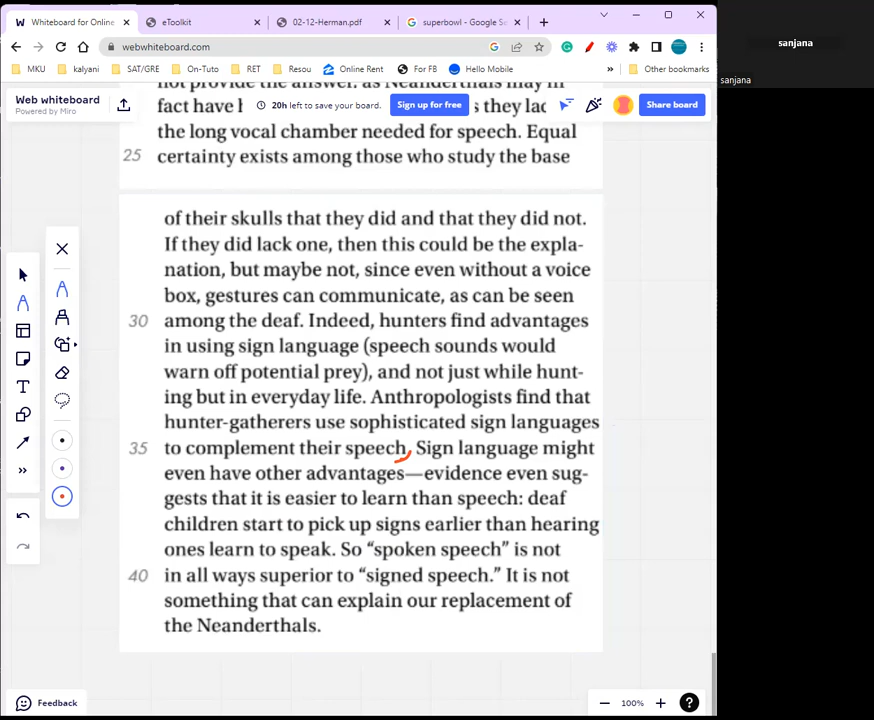 Whiteboard for Online
eToolkit
02-12-Herman.pdf
superbowl - Google Se
webwhiteboard.com
MKU
kalyani
SAT/GRE
On-Tuto
RET
Resou
Online Rent
For FB
Hello Mobile
Other bookmarks
sanjana
sanjana
Web whiteboard
Powered by Miro
20h left to save your board.
Sign up for free
Share board
not provide the answer. as Neanderthals may in
fact have h s they lac
the long vocal chamber needed for speech. Equal
25 certainty exists among those who study the base
of their skulls that they did and that they did not.
If they did lack one, then this could be the expla-
nation, but maybe not, since even without a voice
box, gestures can communicate, as can be seen
30 among the deaf. Indeed, hunters find advantages
in using sign language (speech sounds would
warn off potential prey), and not just while hunt-
ing but in everyday life. Anthropologists find that
hunter-gatherers use sophisticated sign languages
35 to complement their speech. Sign language might
even have other advantages—evidence even sug-
gests that it is easier to learn than speech: deaf
children start to pick up signs earlier than hearing
ones learn to speak. So “spoken speech” is not
40 in all ways superior to “signed speech.” It is not
something that can explain our replacement of
the Neanderthals.
Feedback
100%